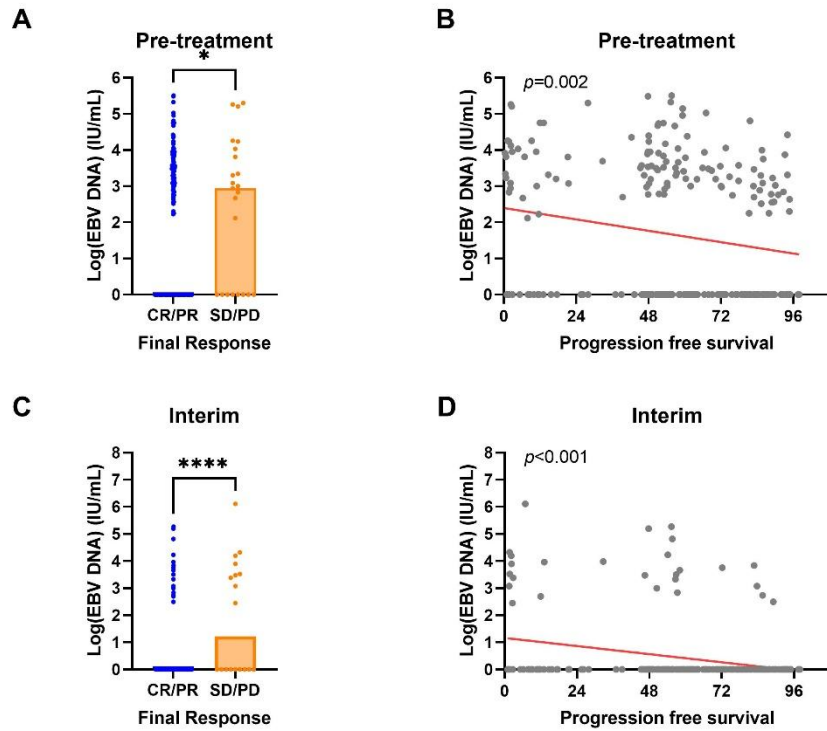 A
Pre-treatment
*
Log(EBV DNA) (IU/mL)
6
5
4
3
2
1
0
CR/PR SD/PD
Final Response
B
Pre-treatment
p=0.002
Log(EBV DNA) (IU/mL)
6
5
4
3
2
1
0
0 24 48 72 96
Progression free survival
C
Interim
****
Log(EBV DNA) (IU/mL)
8
7
6
5
4
3
2
1
0
CR/PR SD/PD
Final Response
D
Interim
p<0.001
Log(EBV DNA) (IU/mL)
8
7
6
5
4
3
2
1
0
0 24 48 72 96
Progression free survival